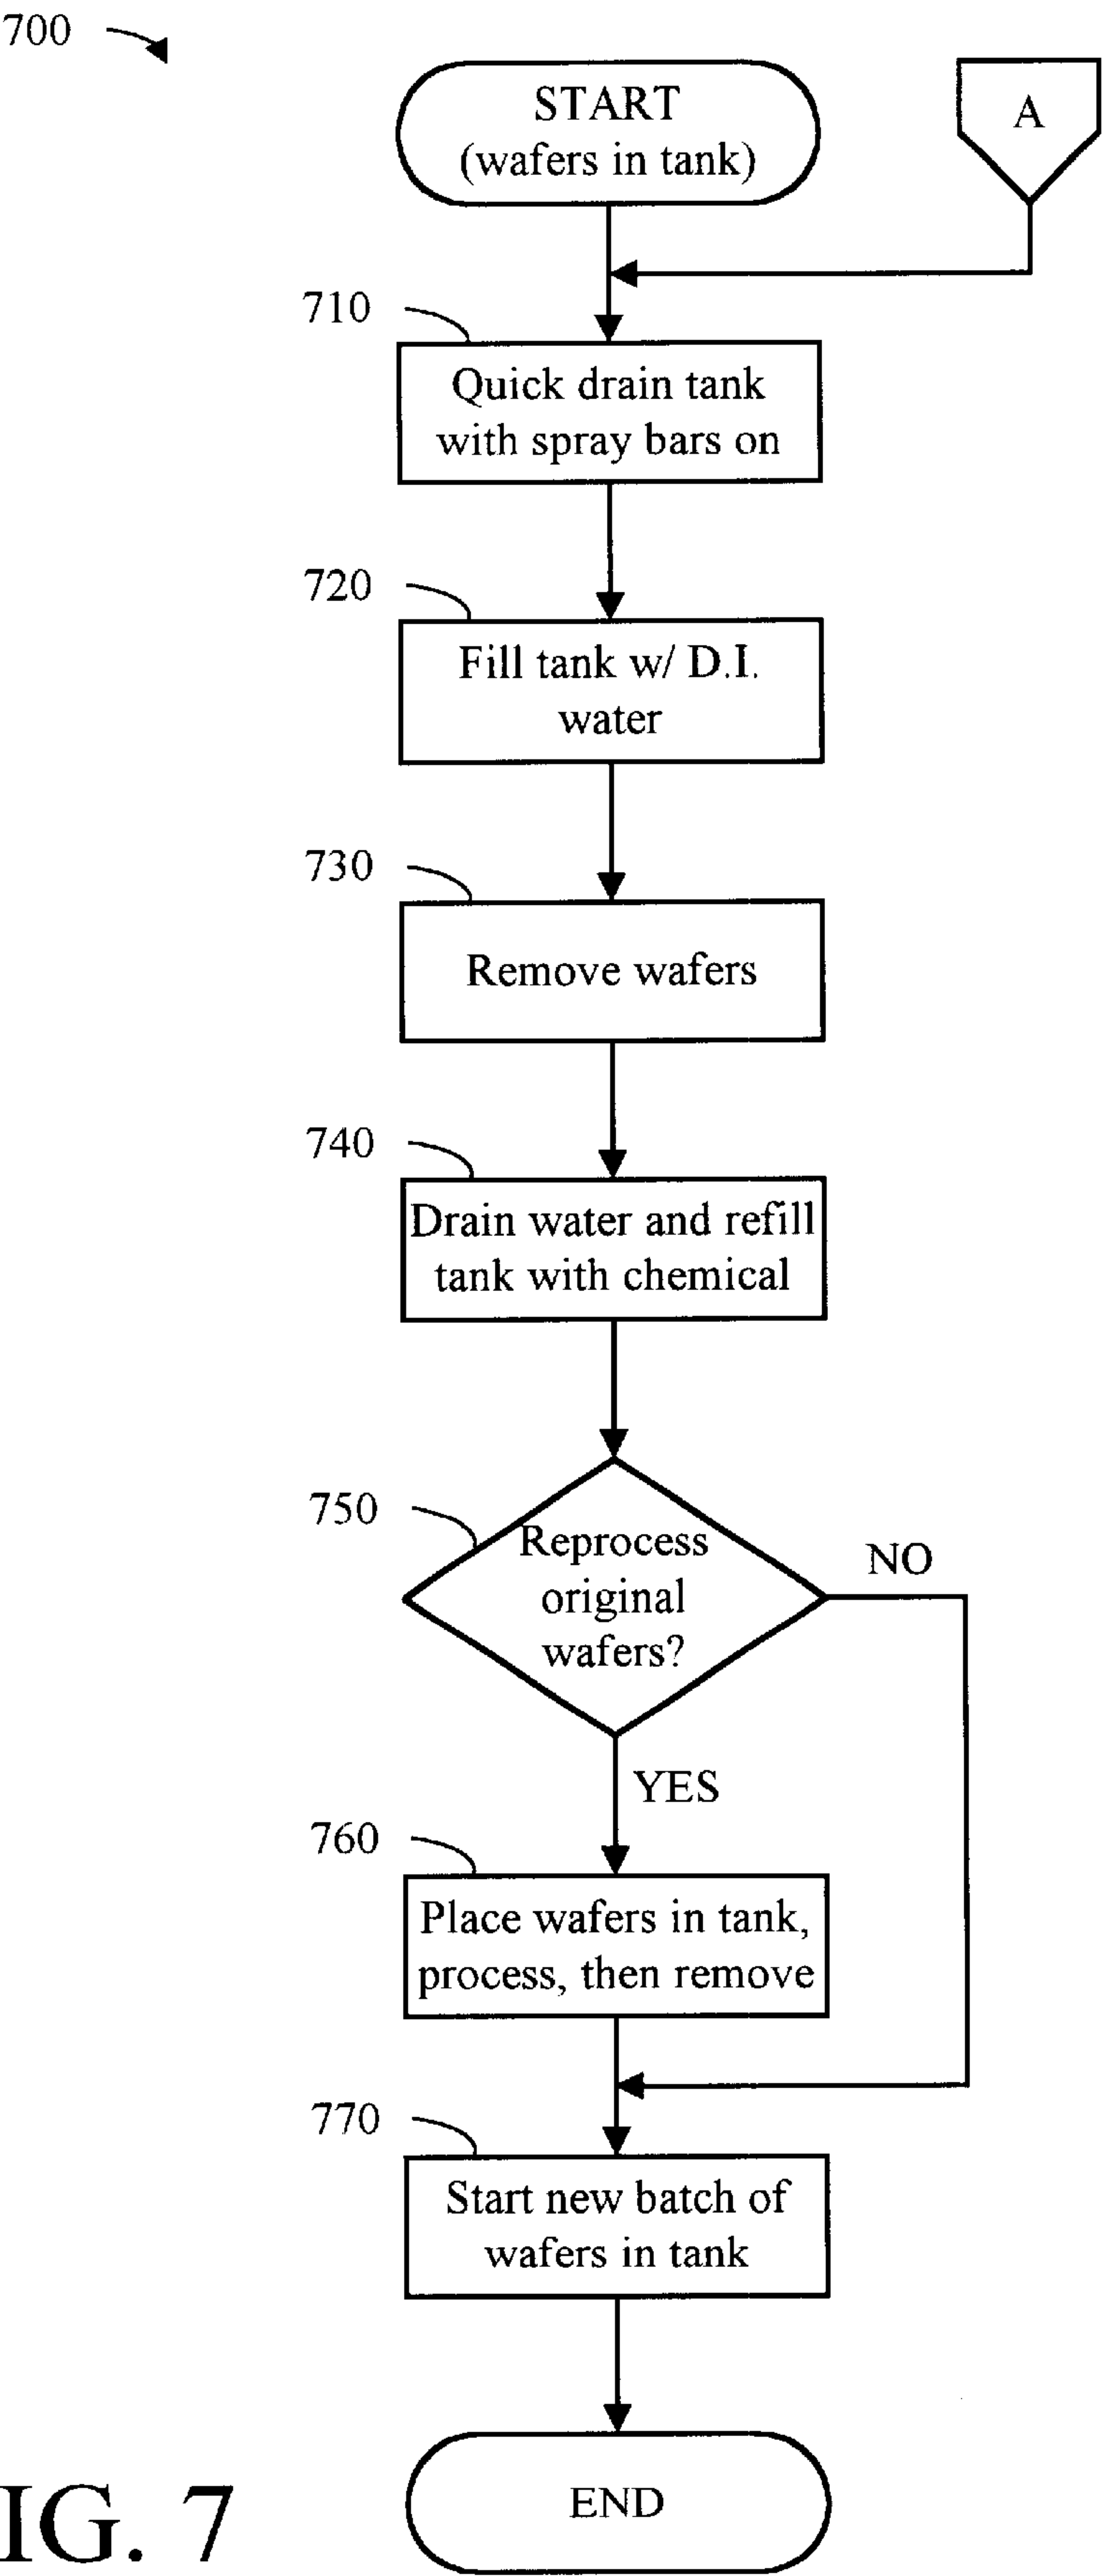 700
START
(wafers in tank)
A
710
Quick drain tank
with spray bars on
720
Fill tank w/ D.I.
water
730
Remove wafers
740
Drain water and refill
tank with chemical
750
Reprocess
original
wafers?
NO
YES
760
Place wafers in tank,
process, then remove
770
Start new batch of
wafers in tank
END
IG. 7